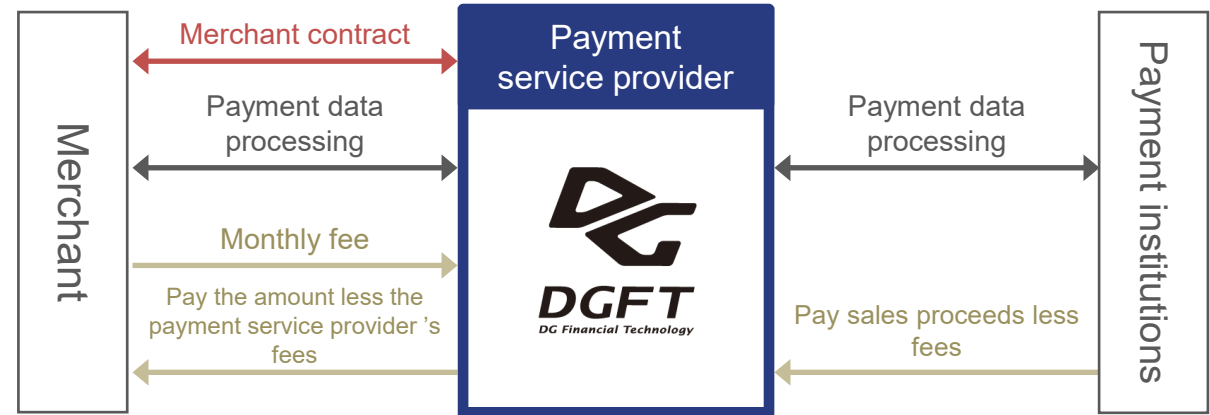 Merchant
Merchant contract
Payment data
processing
Monthly fee
Pay the amount less the
payment service provider ’s
fees
Payment
service provider
DG
DGFT
DG Financial Technology
Payment data
processing
Pay sales proceeds less
fees
Payment institutions